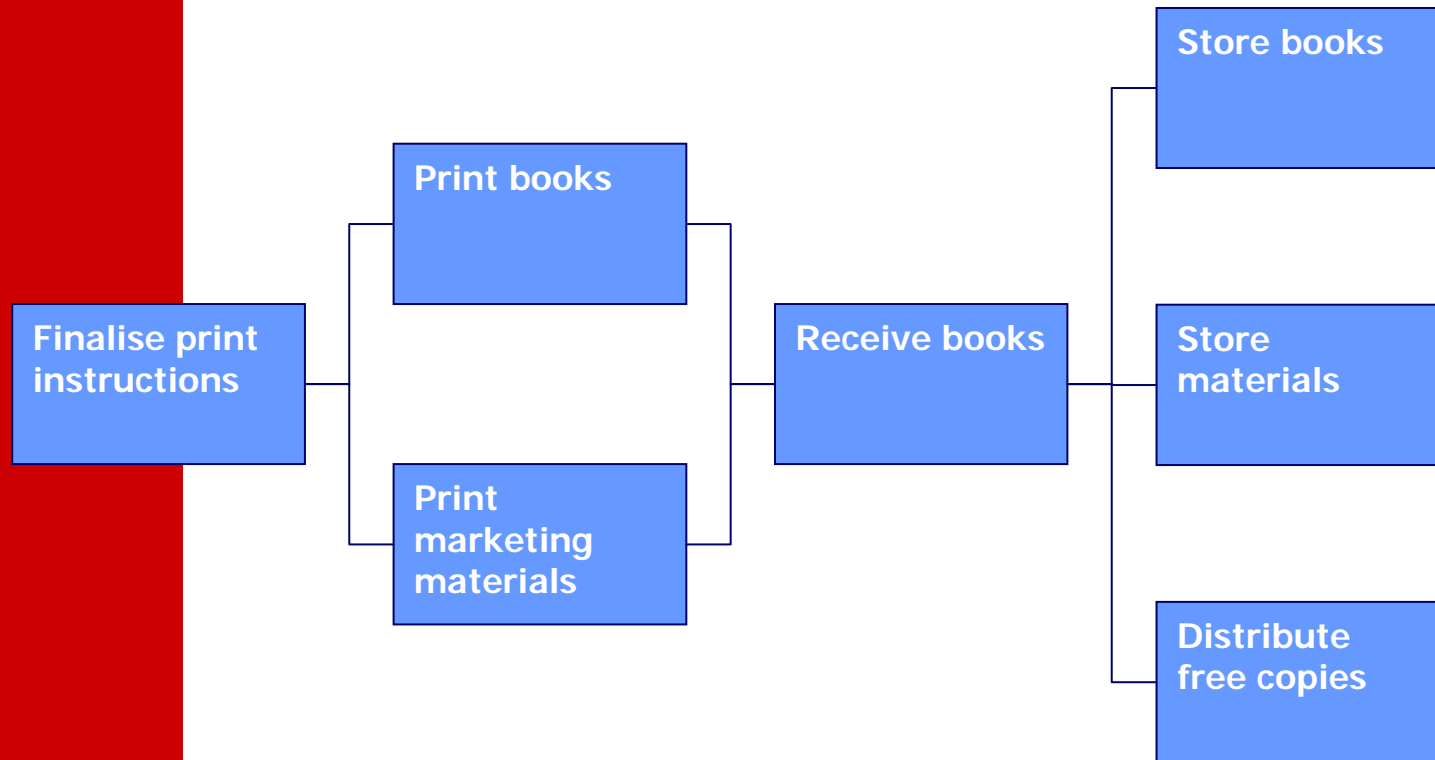 Finalise print
instructions
Print books
Print
marketing
materials
Receive books
Store books
Store
materials
Distribute
free copies